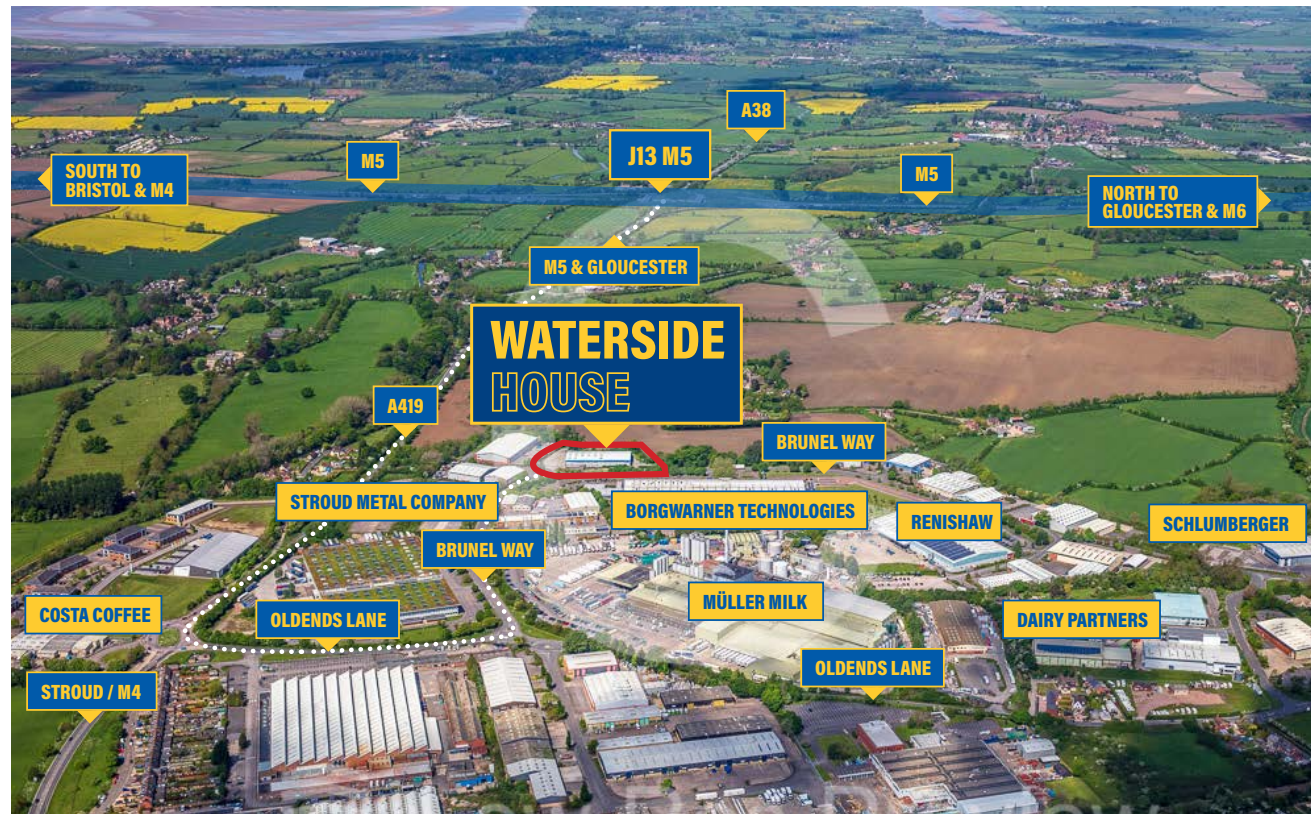 A38
M5
J13 M5
M5
SOUTH TO
BRISTOL & M4
NORTH TO
GLOUCESTER & M6
M5 & GLOUCESTER
WATERSIDE
HOUSE
A419
BRUNEL WAY
STROUD METAL COMPANY
BORGWARNER TECHNOLOGIES
RENISHAW
SCHLUMBERGER
BRUNEL WAY
COSTA COFFEE
OLDENDS LANE
MÜLLER MILK
DAIRY PARTNERS
STROUD / M4
OLDENDS LANE